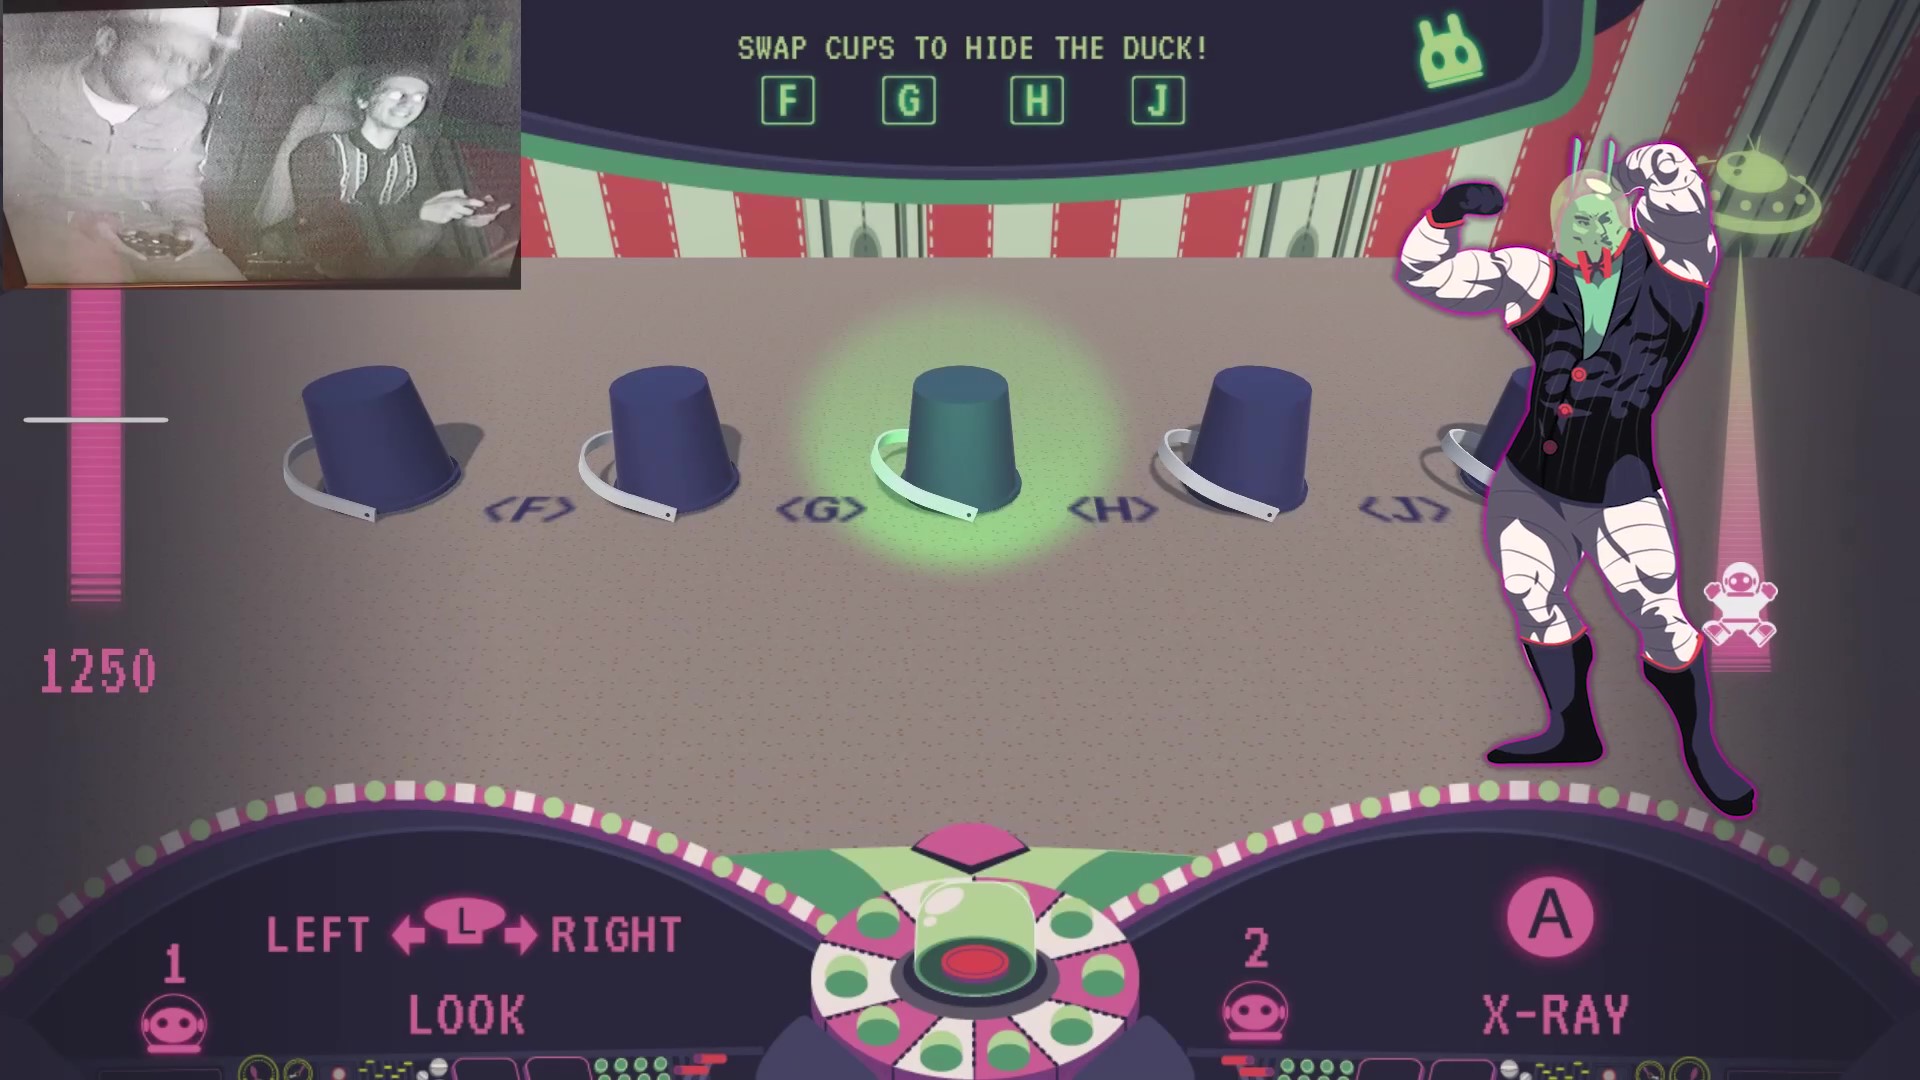 SWAP CUPS TO HIDE THE DUCK!
F G H J
<F> <G> <H> <J>
1250
LEFT L RIGHT
1
LOOK
A
2
X-RAY